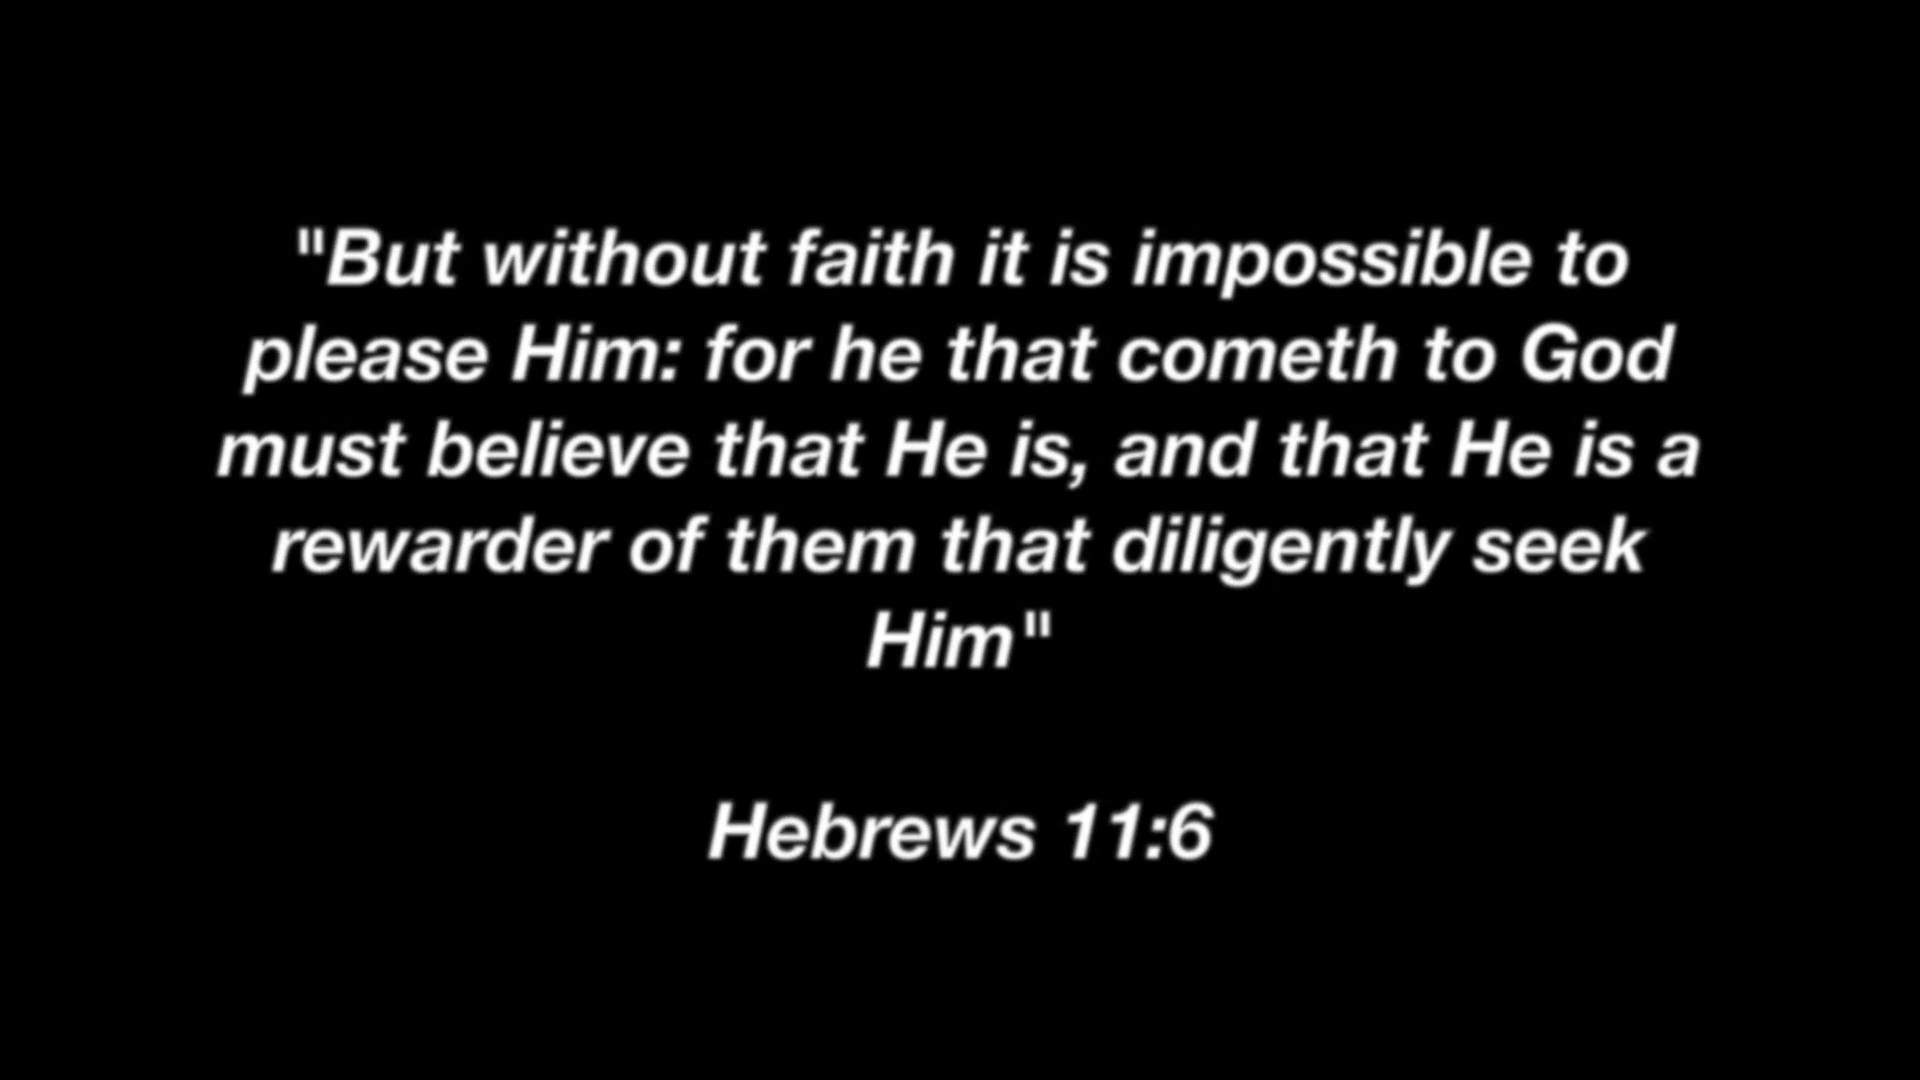 "But without faith it is impossible to
please Him: for he that cometh to God
must believe that He is, and that He is a
rewarder of them that diligently seek
Him"
Hebrews 11:6